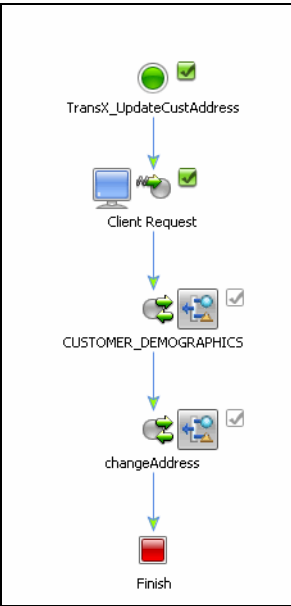 TransX_UpdateCustAddress
Client Request
CUSTOMER_DEMOGRAPHICS
changeAddress
Finish